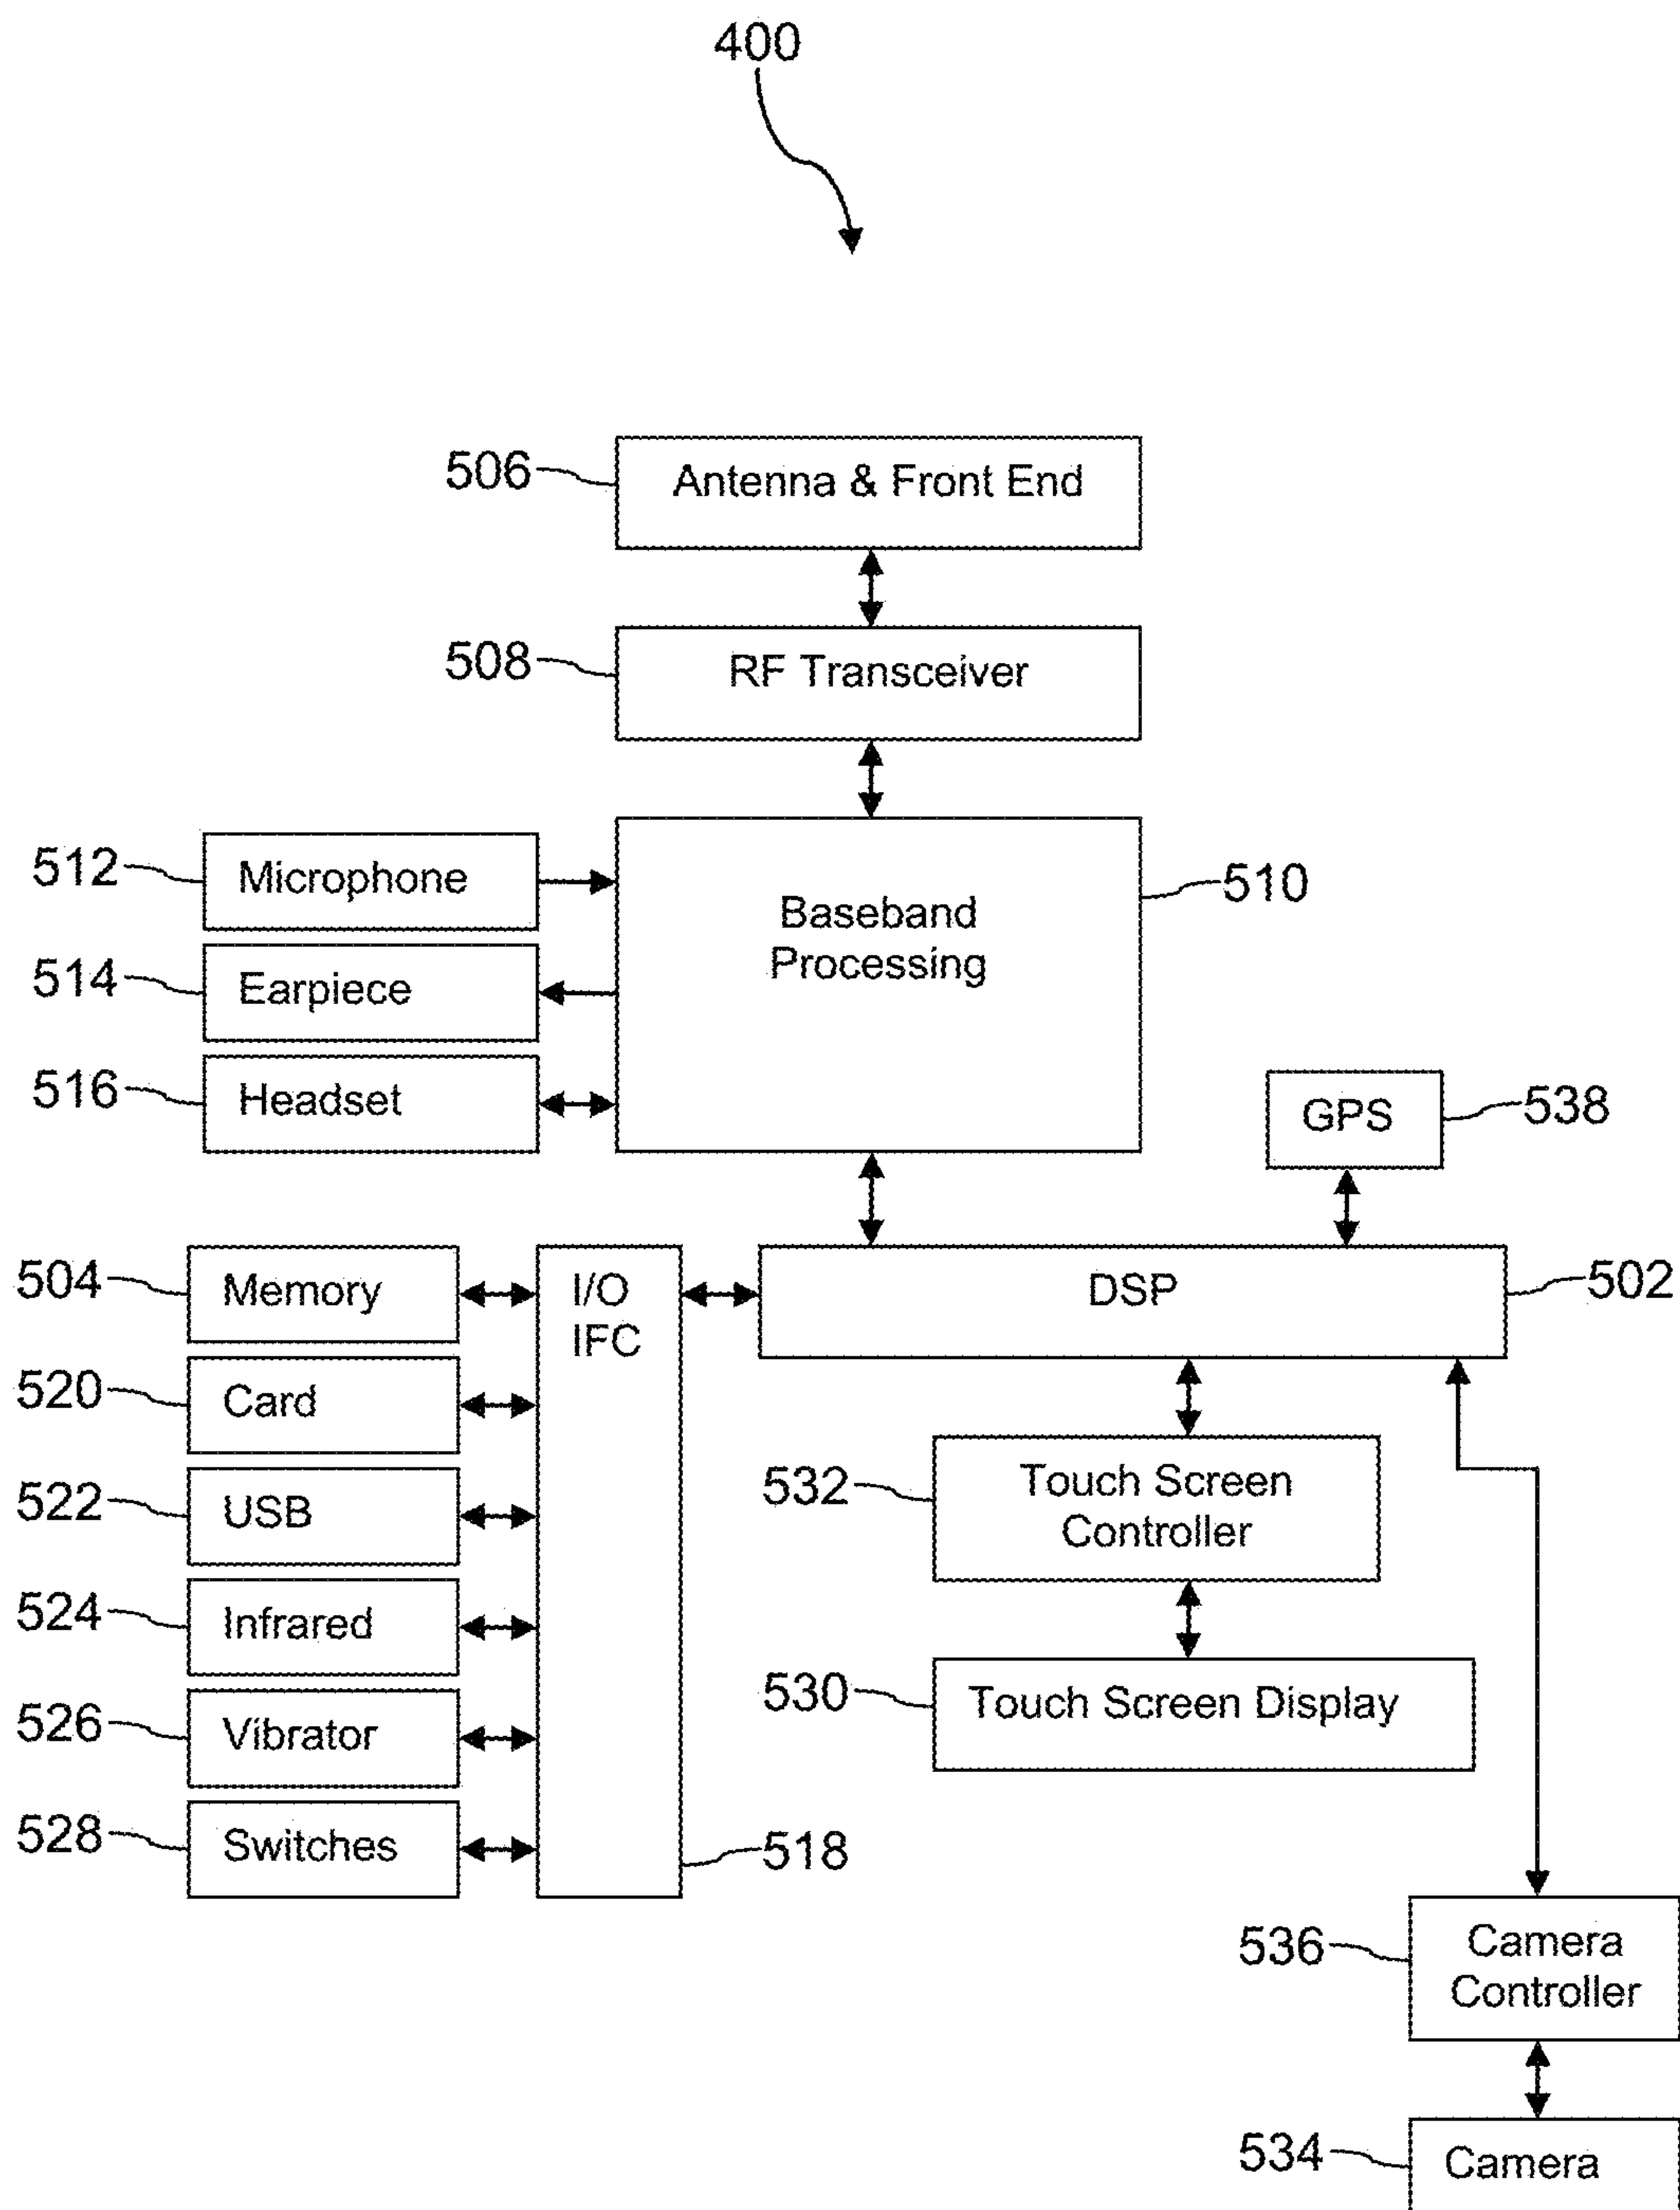 400
506 Antenna & Front End
508 RF Transceiver
512 Microphone
Baseband
Processing
510
514 Earpiece
516 Headset
GPS 538
504 Memory
I/O
IFC
DSP 502
520 Card
522 USB
532 Touch Screen
Controller
524 Infrared
530 Touch Screen Display
526 Vibrator
528 Switches
518
536 Camera
Controller
534 Camera